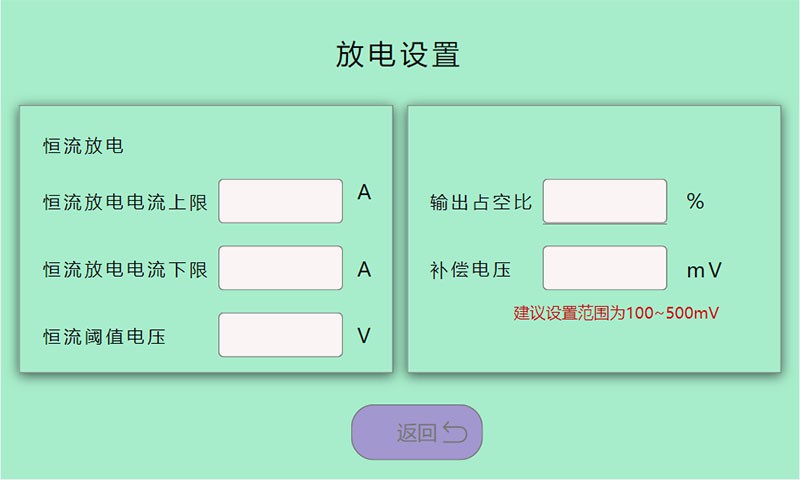 放电设置
恒流放电
恒流放电电流上限 A
恒流放电电流下限 A
恒流阈值电压 V
输出占空比 %
补偿电压 mV
建议设置范围为100~500mV
返回